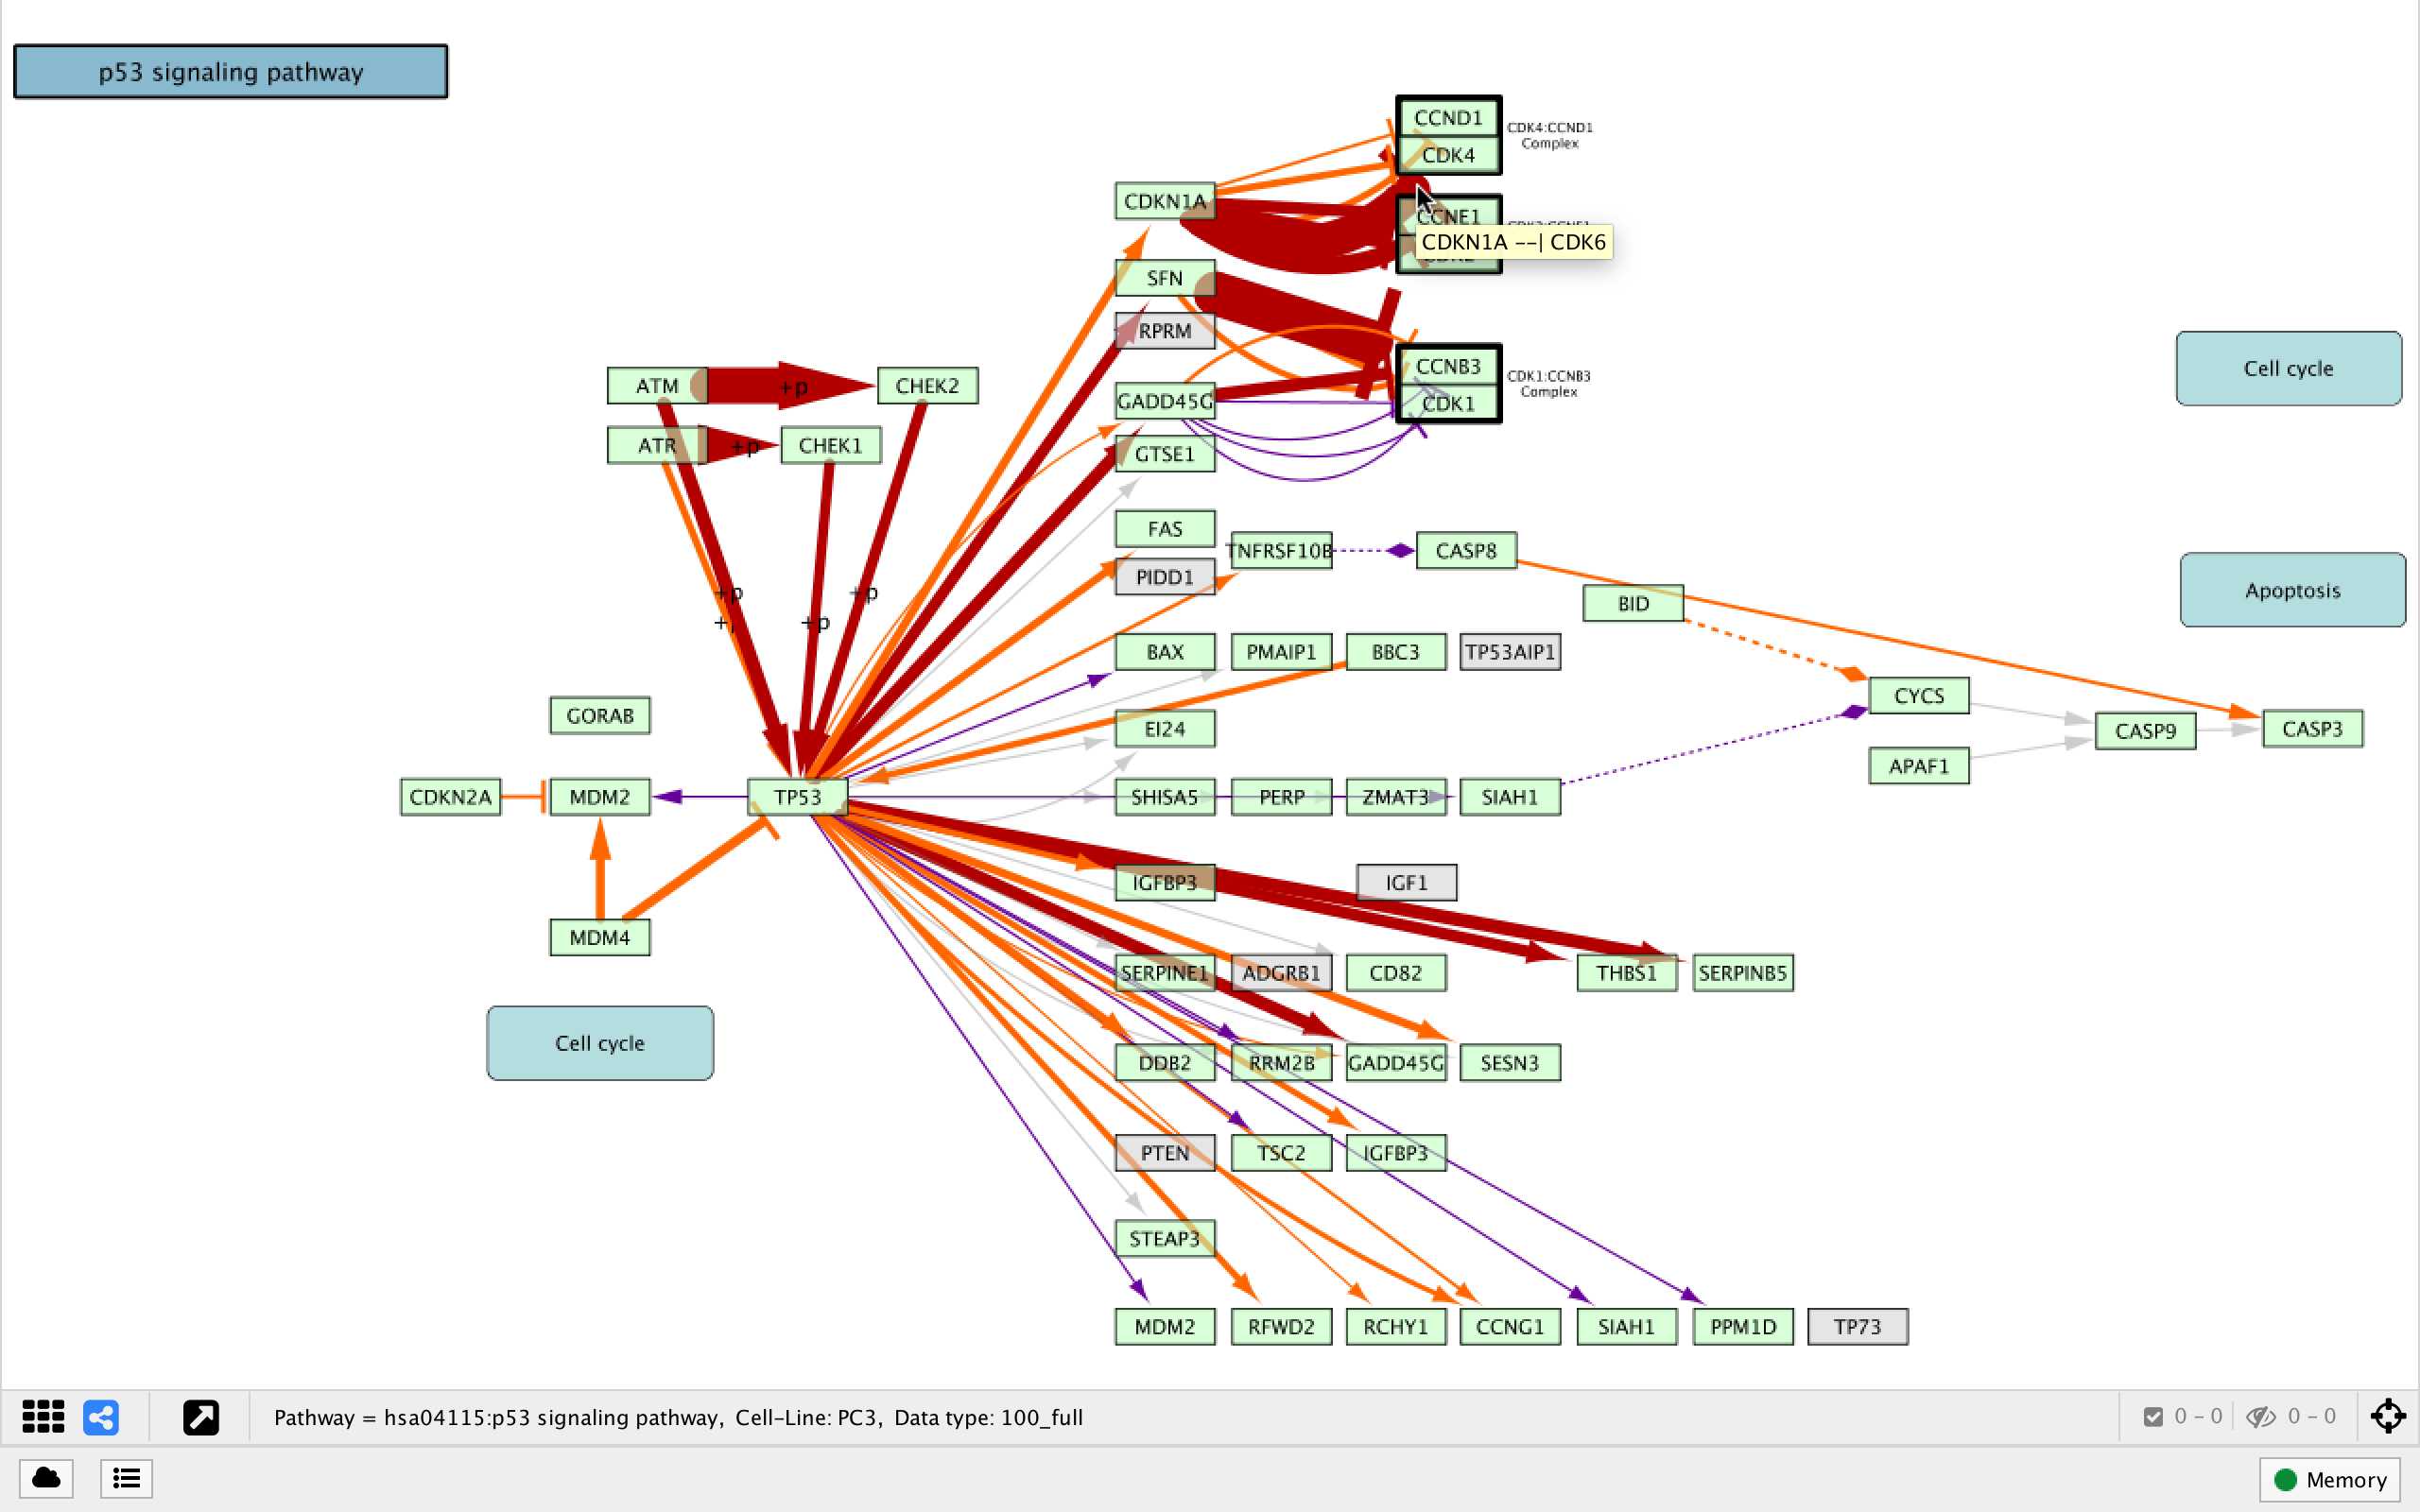 p53 signaling pathway
CCND1
CDK4:CCND1
Complex
CDK4
CDKN1A
CCNE1
CDKN1A --| CDK6
SFN
RPRM
CCNB3
CDK1:CCNB3
Complex
CDK1
Cell cycle
ATM
+p
CHEK2
GADD45G
ATR
+p
CHEK1
GTSE1
FAS
TNFRSF10B
CASP8
PIDD1
Apoptosis
BID
+p
+p
+p
BAX
PMAIP1
BBC3
TP53AIP1
CYCS
GORAB
EI24
CASP9
CASP3
APAF1
CDKN2A
MDM2
TP53
SHISA5
PERP
ZMAT3
SIAH1
IGFBP3
IGF1
MDM4
SERPINE1
ADGRB1
CD82
THBS1
SERPINB5
Cell cycle
DDB2
RRM2B
GADD45G
SESN3
PTEN
TSC2
IGFBP3
STEAP3
MDM2
RFWD2
RCHY1
CCNG1
SIAH1
PPM1D
TP73
Pathway = hsa04115:p53 signaling pathway, Cell-Line: PC3, Data type: 100_full
0 - 0
0 - 0
Memory